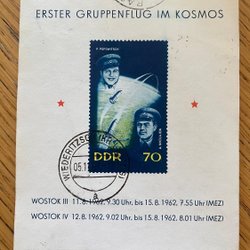 ERSTER GRUPPENFLUG IM KOSMOS
P. POPOWITSCH
DDR 70
WOSTOK III 11.8.1962, 9.30 Uhr, bis 15.8.1962, 7.55 Uhr (MEZ)
WOSTOK IV 12.8.1962, 9.02 Uhr, bis 15.8.1962, 8.01 Uhr (MEZ)